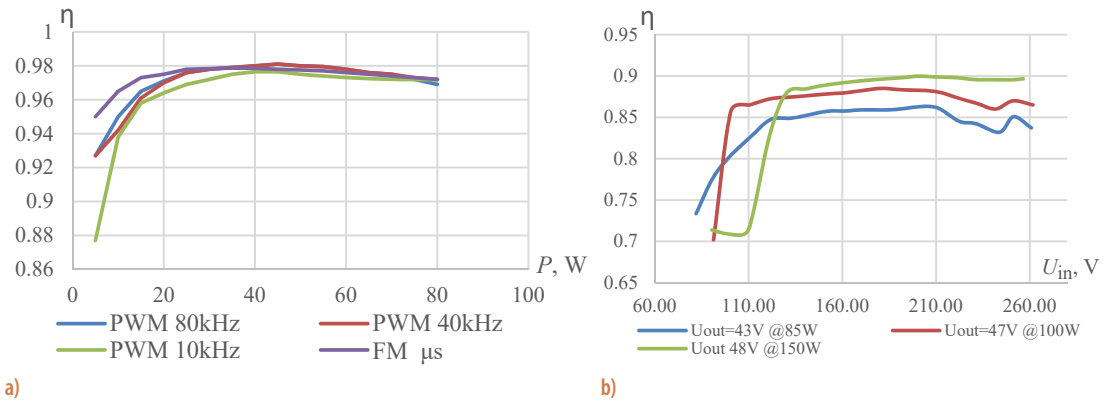 η
1
0.98
0.96
0.94
0.92
0.9
0.88
0.86
0 20 40 60 80 100
P, W
PWM 80kHz PWM 40kHz
PWM 10kHz FM μs
a)
η
0.95
0.9
0.85
0.8
0.75
0.7
0.65
60.00 110.00 160.00 210.00 260.00
Uin, V
Uout=43V @85W Uout=47V @100W
Uout 48V @150W
b)